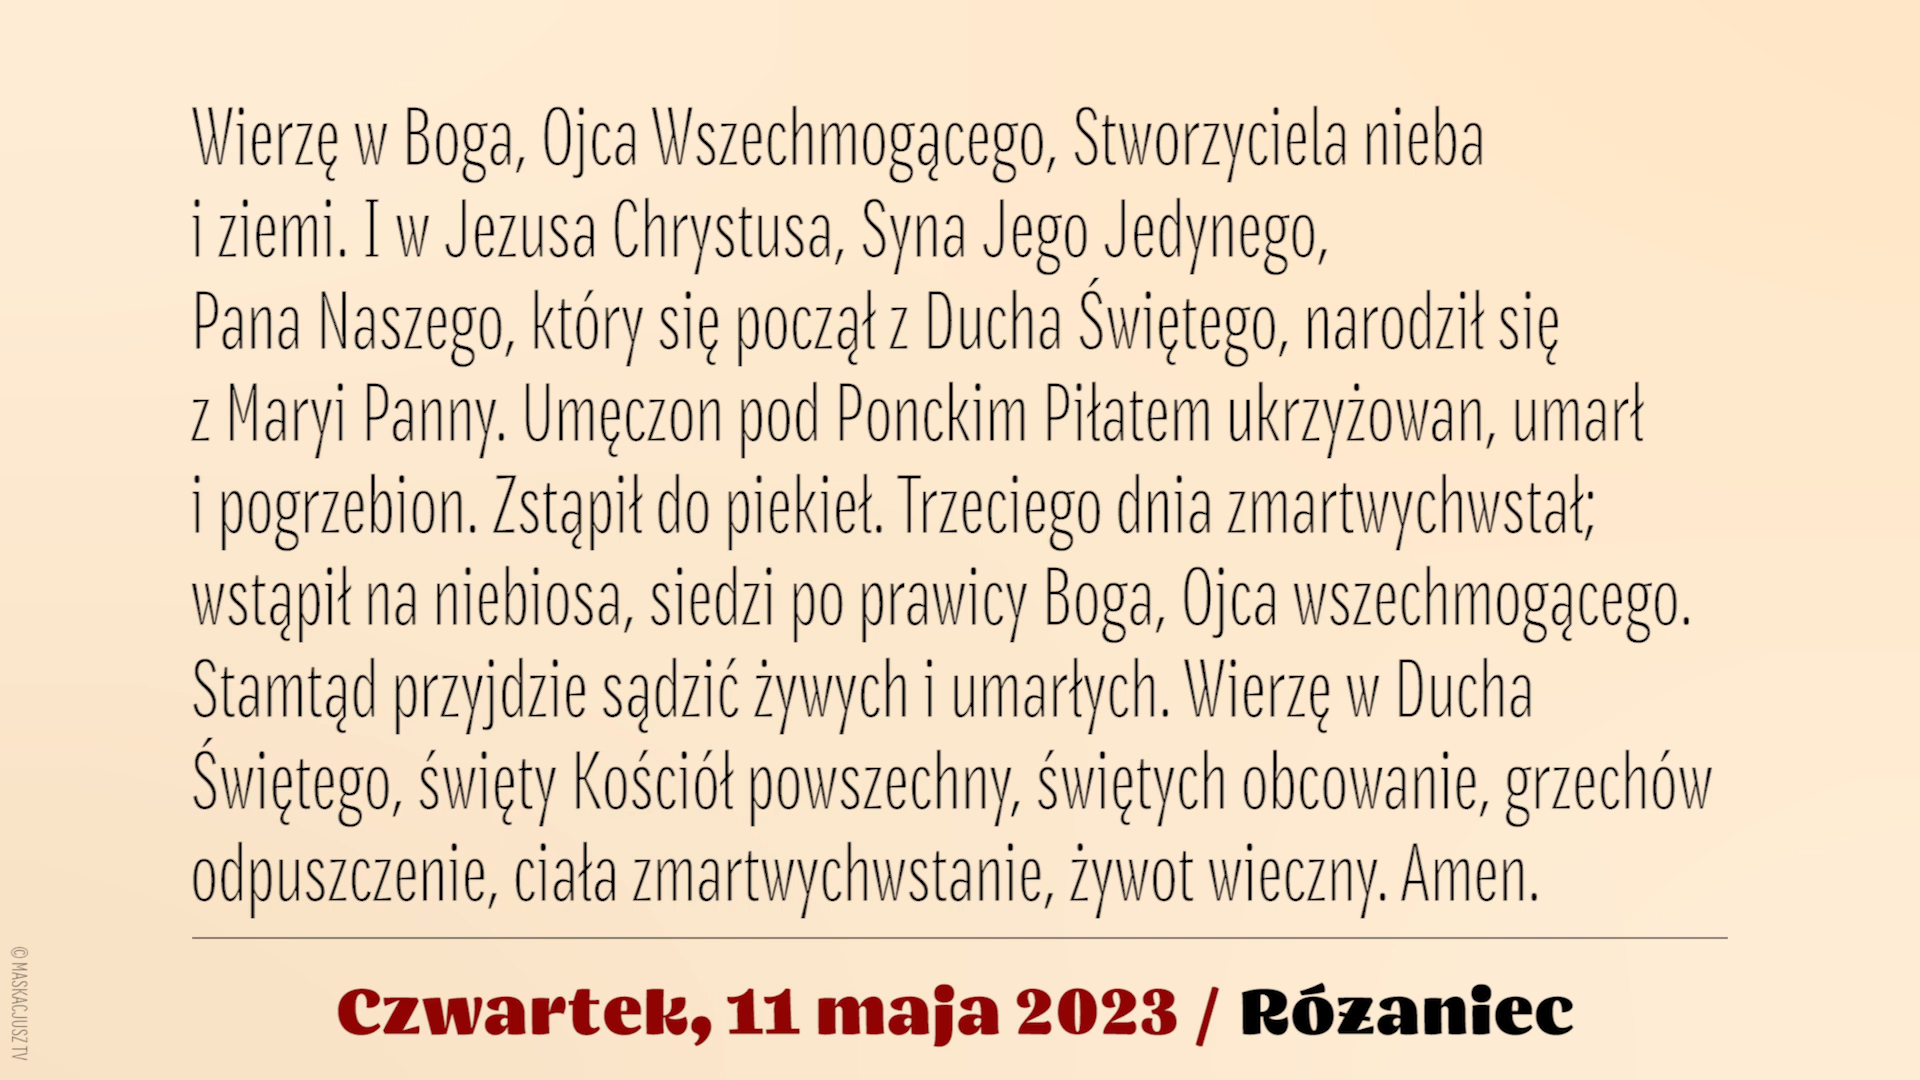 Wierzę w Boga, Ojca Wszechmogącego, Stworzyciela nieba
i ziemi. I w Jezusa Chrystusa, Syna Jego Jedynego,
Pana Naszego, który się począł z Ducha Świętego, narodził się
z Maryi Panny. Umęczon pod Ponckim Piłatem ukrzyżowan, umarł
i pogrzebion. Zstąpił do piekieł. Trzeciego dnia zmartwychwstał;
wstąpił na niebiosa, siedzi po prawicy Boga, Ojca wszechmogącego.
Stamtąd przyjdzie sądzić żywych i umarłych. Wierzę w Ducha
Świętego, święty Kościół powszechny, świętych obcowanie, grzechów
odpuszczenie, ciała zmartwychwstanie, żywot wieczny. Amen.
Czwartek, 11 maja 2023 / Różaniec
© MASKACJUSZ TV